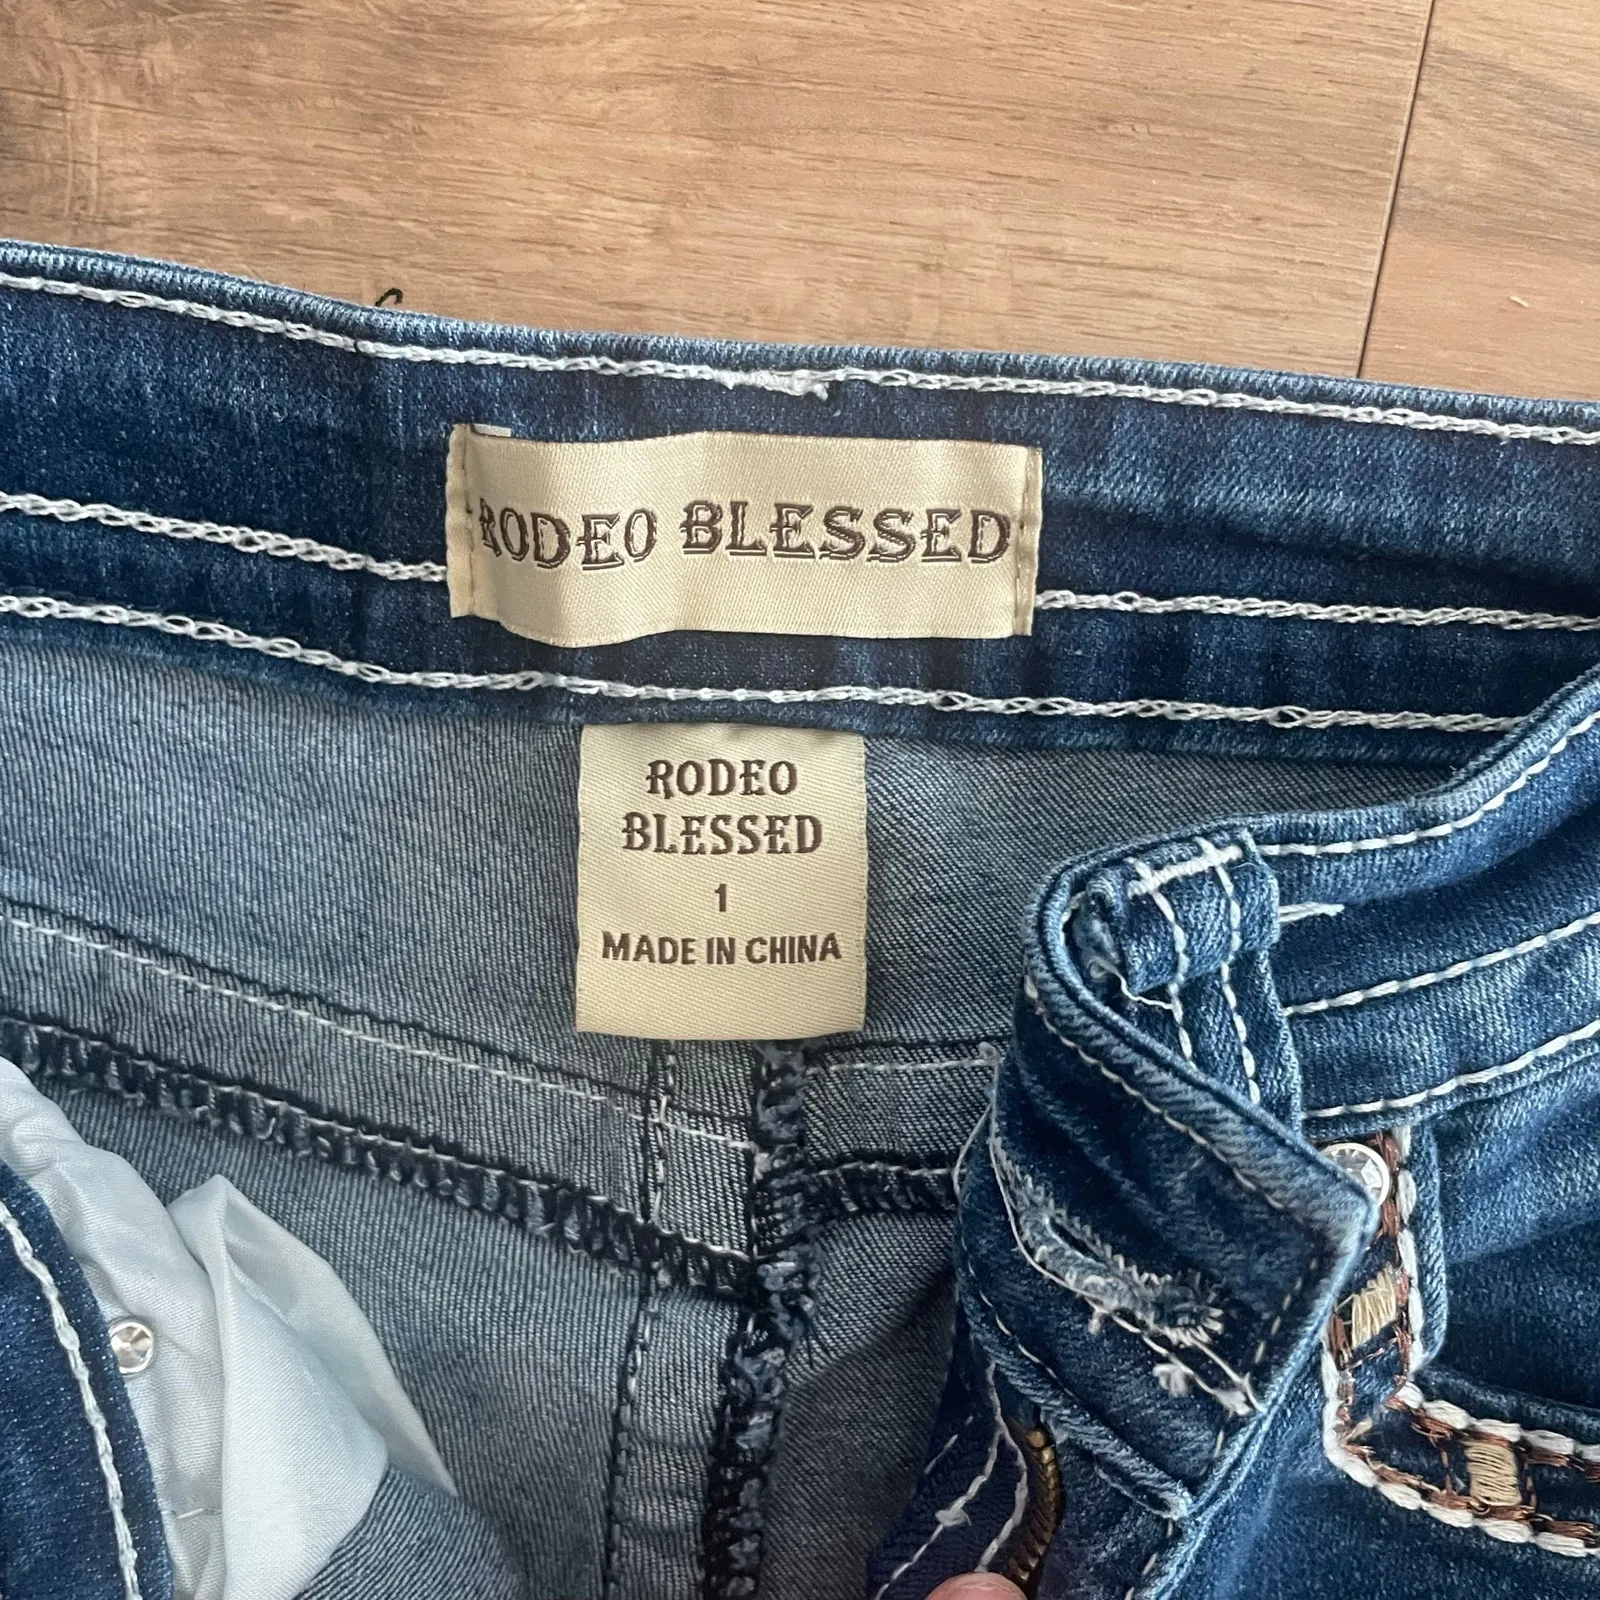 RODEO BLESSED
RODEO
BLESSED
1
MADE IN CHINA